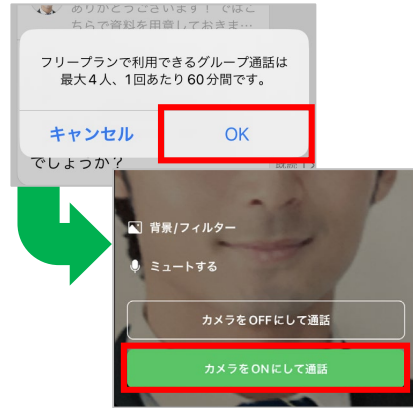 ありがとうございます！ ではこ
ちらで資料を用意しておきま…
フリープランで利用できるグループ通話は
最大4人、1回あたり60分間です。
キャンセル
OK
でしょうか？
背景/フィルター
ミュートする
カメラをOFFにして通話
カメラをONにして通話